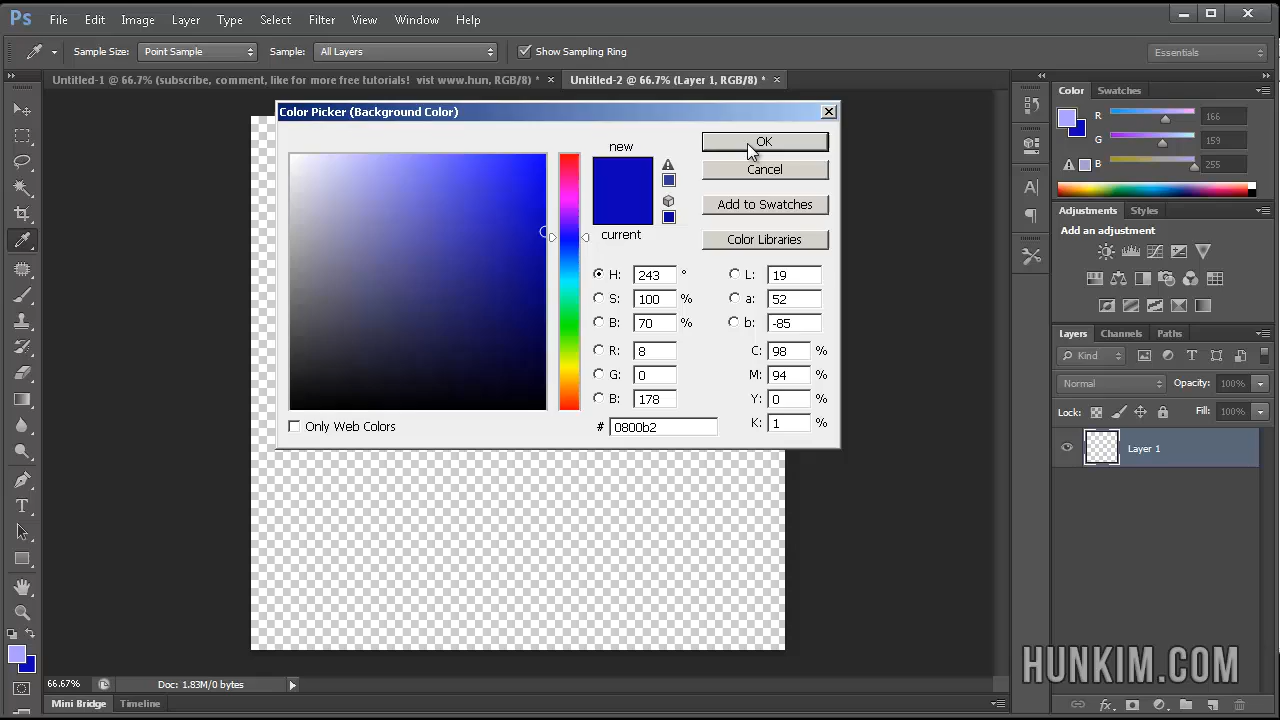 Ps File Edit Image Layer Type Select Filter View Window Help
Sample Size: Point Sample Sample: All Layers Show Sampling Ring Essentials
Untitled-1 @ 66.7% (subscribe, comment, like for more free tutorials! vist www.hun, RGB/8) * × Untitled-2 @ 66.7% (Layer 1, RGB/8) * ×
Color Swatches
R 166
G 159
B 255
Adjustments Styles
Add an adjustment
Layers Channels Paths
Kind
Normal Opacity: 100%
Lock: Fill: 100%
Layer 1
Color Picker (Background Color)
new
current
OK
Cancel
Add to Swatches
Color Libraries
H: 243 ° L: 19
S: 100 % a: 52
B: 70 % b: -85
R: 8 C: 98 %
G: 0 M: 94 %
B: 178 Y: 0 %
# 0800b2 K: 1 %
Only Web Colors
HUNKIM.COM
66.67% Doc: 1.83M/0 bytes
Mini Bridge Timeline